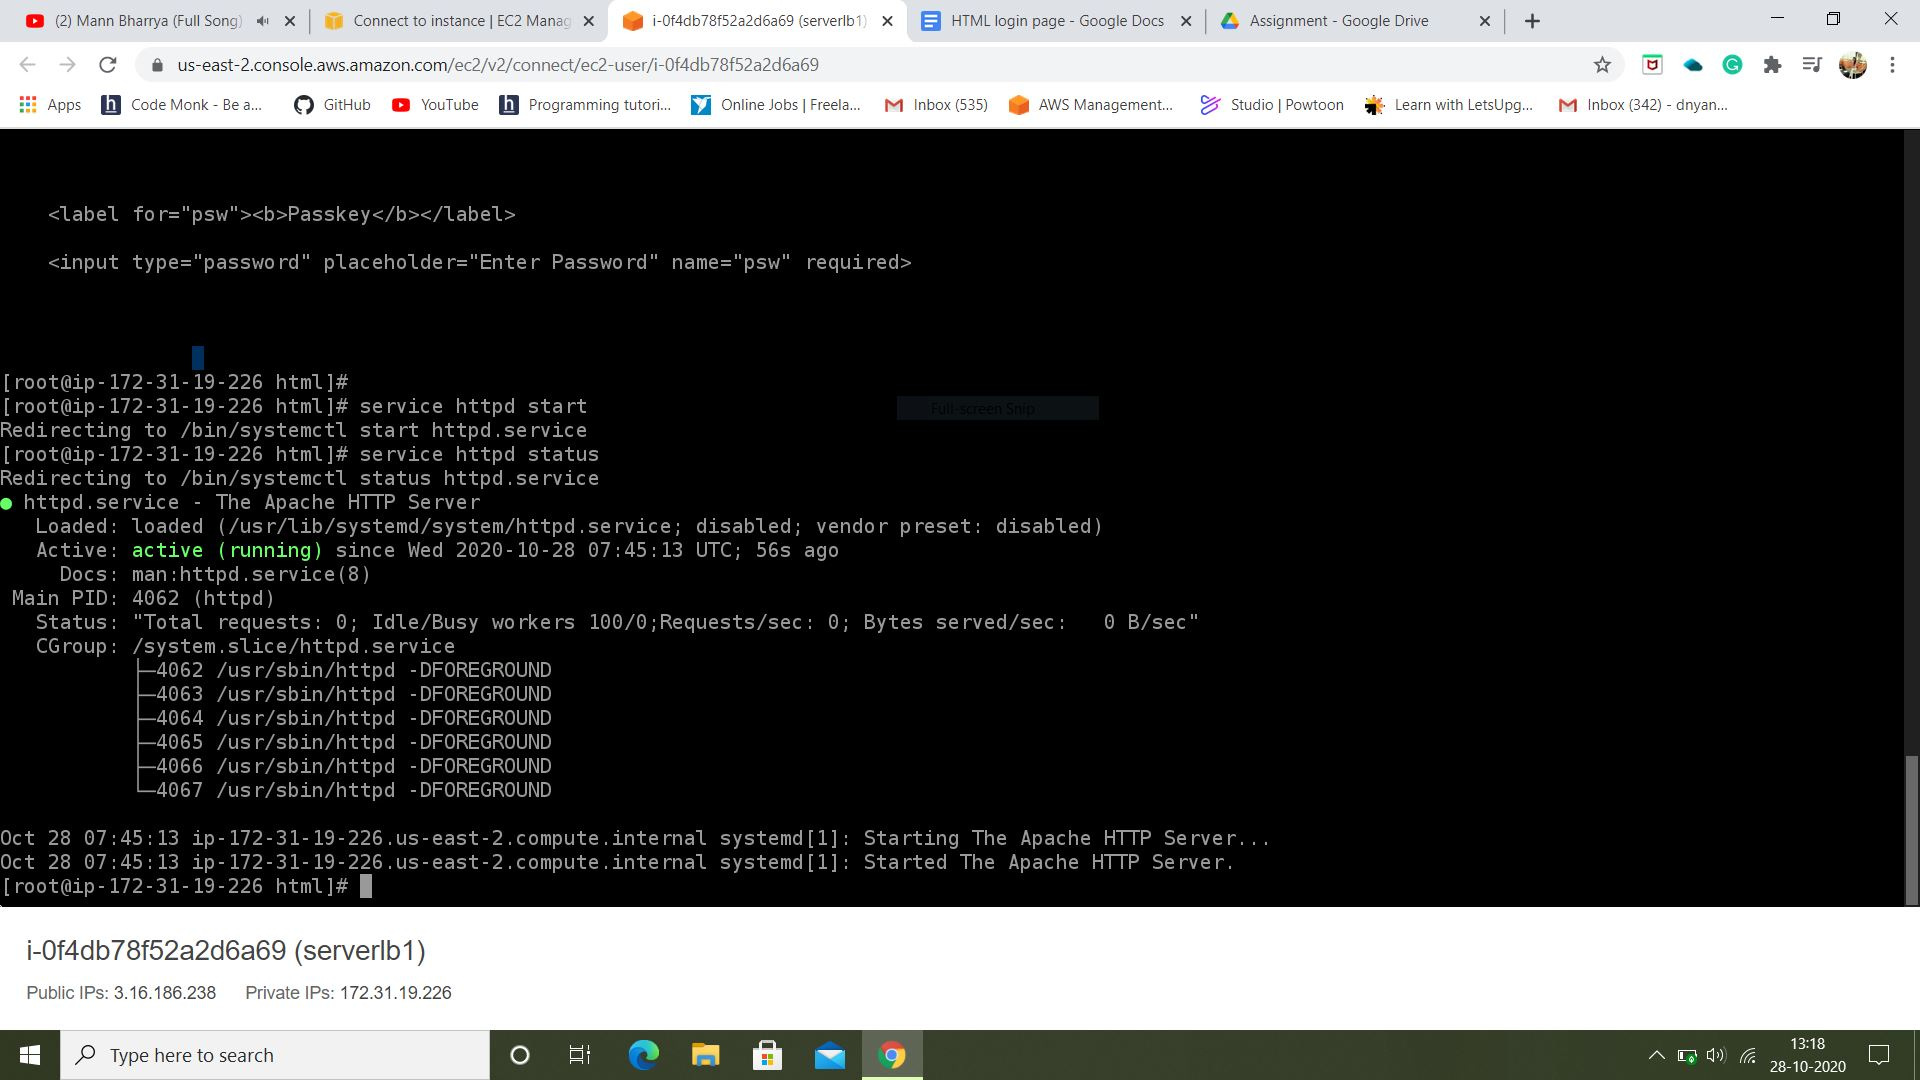 (2) Mann Bharrya (Full Song)
Connect to instance | EC2 Manag
i-0f4db78f52a2d6a69 (serverlb1)
HTML login page - Google Docs
Assignment - Google Drive
us-east-2.console.aws.amazon.com/ec2/v2/connect/ec2-user/i-0f4db78f52a2d6a69
Apps
Code Monk - Be a...
GitHub
YouTube
Programming tutori...
Online Jobs | Freela...
Inbox (535)
AWS Management...
Studio | Powtoon
Learn with LetsUpg...
Inbox (342) - dnyan...
<label for="psw"><b>Passkey</b></label>
<input type="password" placeholder="Enter Password" name="psw" required>
[root@ip-172-31-19-226 html]#
[root@ip-172-31-19-226 html]# service httpd start
Full-screen Snip
Redirecting to /bin/systemctl start httpd.service
[root@ip-172-31-19-226 html]# service httpd status
Redirecting to /bin/systemctl status httpd.service
● httpd.service - The Apache HTTP Server
Loaded: loaded (/usr/lib/systemd/system/httpd.service; disabled; vendor preset: disabled)
Active: active (running) since Wed 2020-10-28 07:45:13 UTC; 56s ago
Docs: man:httpd.service(8)
Main PID: 4062 (httpd)
Status: "Total requests: 0; Idle/Busy workers 100/0;Requests/sec: 0; Bytes served/sec:   0 B/sec"
CGroup: /system.slice/httpd.service
├─4062 /usr/sbin/httpd -DFOREGROUND
├─4063 /usr/sbin/httpd -DFOREGROUND
├─4064 /usr/sbin/httpd -DFOREGROUND
├─4065 /usr/sbin/httpd -DFOREGROUND
├─4066 /usr/sbin/httpd -DFOREGROUND
└─4067 /usr/sbin/httpd -DFOREGROUND
Oct 28 07:45:13 ip-172-31-19-226.us-east-2.compute.internal systemd[1]: Starting The Apache HTTP Server...
Oct 28 07:45:13 ip-172-31-19-226.us-east-2.compute.internal systemd[1]: Started The Apache HTTP Server.
[root@ip-172-31-19-226 html]#
i-0f4db78f52a2d6a69 (serverlb1)
Public IPs: 3.16.186.238 Private IPs: 172.31.19.226
Type here to search
13:18
28-10-2020